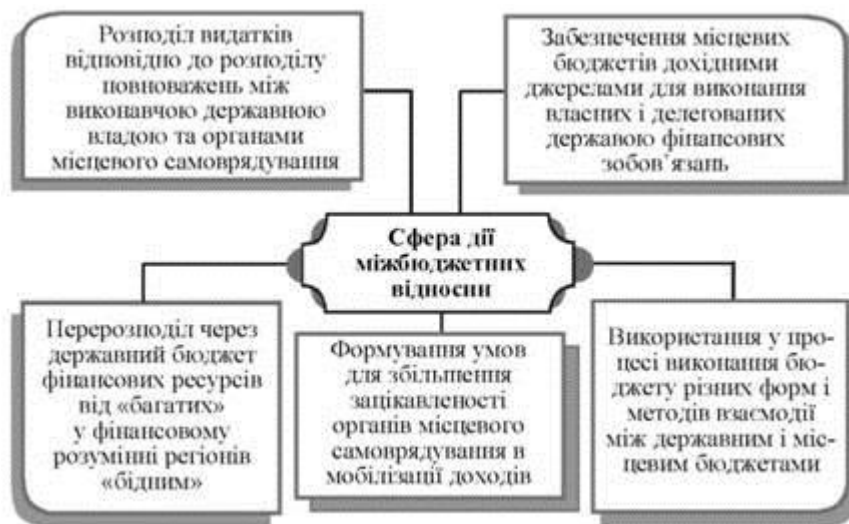 Розподіл видатків
відповідно до розподілу
повноважень між
виконавчою державною
владою та органами
місцевого самоврядування
Забезпечення місцевих
бюджетів дохідними
джерелами для виконання
власних і делегованих
державою фінансових
зобов’язань
Сфера дії
міжбюджетних
відносин
Перерозподіл через
державний бюджет
фінансових ресурсів
від «багатих»
у фінансовому
розумінні регіонів
«бідним»
Формування умов
для збільшення
зацікавленості
органів місцевого
самоврядування в
мобілізації доходів
Використання у про-
цесі виконання бю-
джету різних форм і
методів взаємодії
між державним і міс-
цевим бюджетами